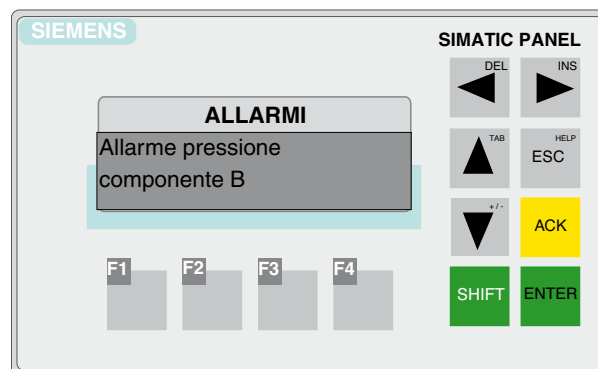 SIEMENS
SIMATIC PANEL
DEL
INS
ALLARMI
Allarme pressione
componente B
TAB
HELP
ESC
+/-
ACK
F1 F2 F3 F4
SHIFT ENTER